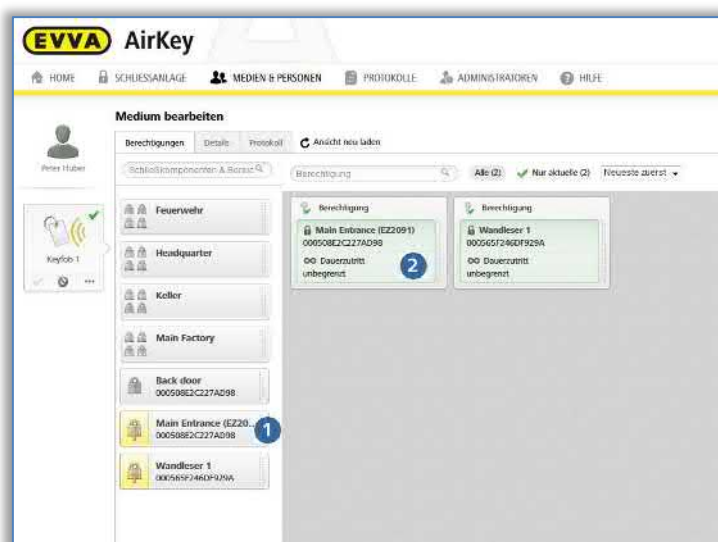 EVVA AirKey
HOME SCHLIESSANLAGE MEDIEN & PERSONEN PROTOKOLLE ADMINISTRATOREN HILFE
Medium bearbeiten
Berechtigungen Details Protokoll Ansicht neu laden
Peter Huber
Schließkomponenten & Bereic
Berechtigung Alle (2) Nur aktuelle (2) Neueste zuerst
Keyfob 1
Feuerwehr
Headquarter
Keller
Main Factory
Back door
000508E2C227AD98
Main Entrance (EZ20...
000508E2C227AD98
1
Wandleser 1
000565F246DF929A
Berechtigung
Main Entrance (EZ2091)
000508E2C227AD98
Dauerzutritt
unbegrenzt
2
Berechtigung
Wandleser 1
000565F246DF929A
Dauerzutritt
unbegrenzt